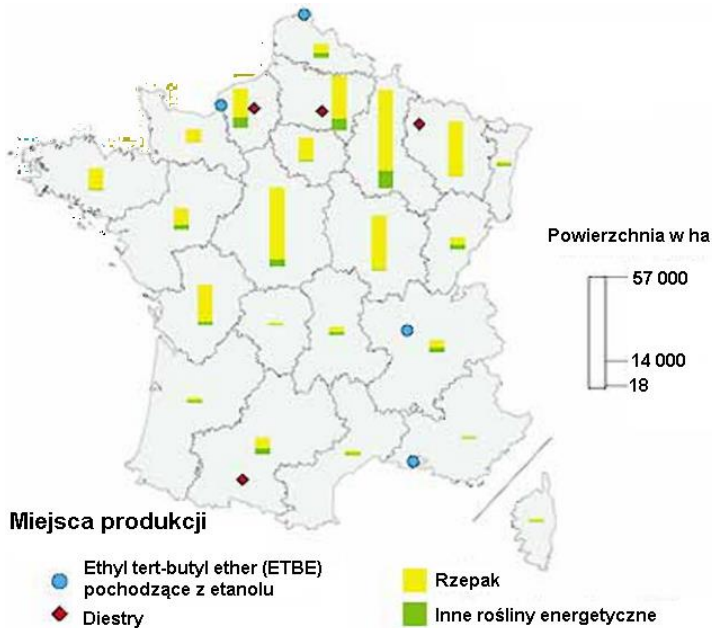 Powierzchnia w ha
57 000
14 000
18
Miejsca produkcji
Ethyl tert-butyl ether (ETBE)
pochodzące z etanolu
Diestry
Rzepak
Inne rośliny energetyczne